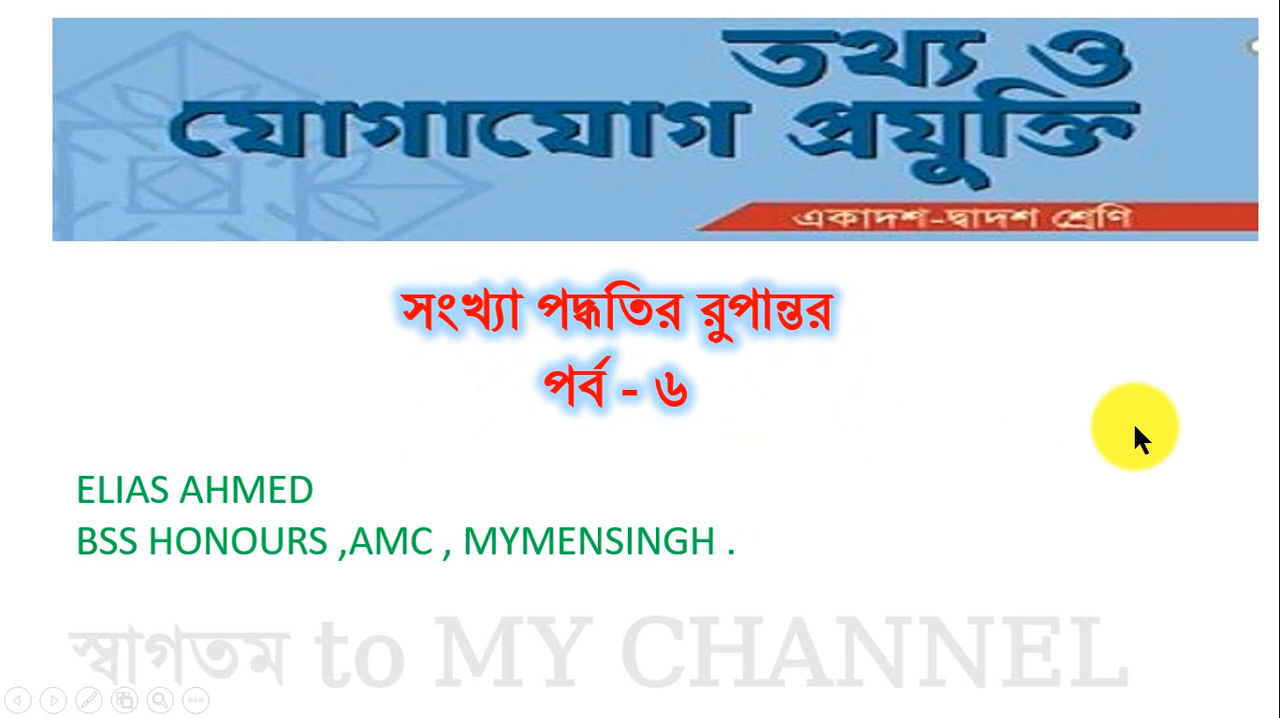 তথ্য ও
যোগাযোগ প্রযুক্তি
একাদশ-দ্বাদশ শ্রেণি
সংখ্যা পদ্ধতির রুপান্তর
পর্ব - ৬
ELIAS AHMED
BSS HONOURS ,AMC , MYMENSINGH .
স্বাগতম to MY CHANNEL